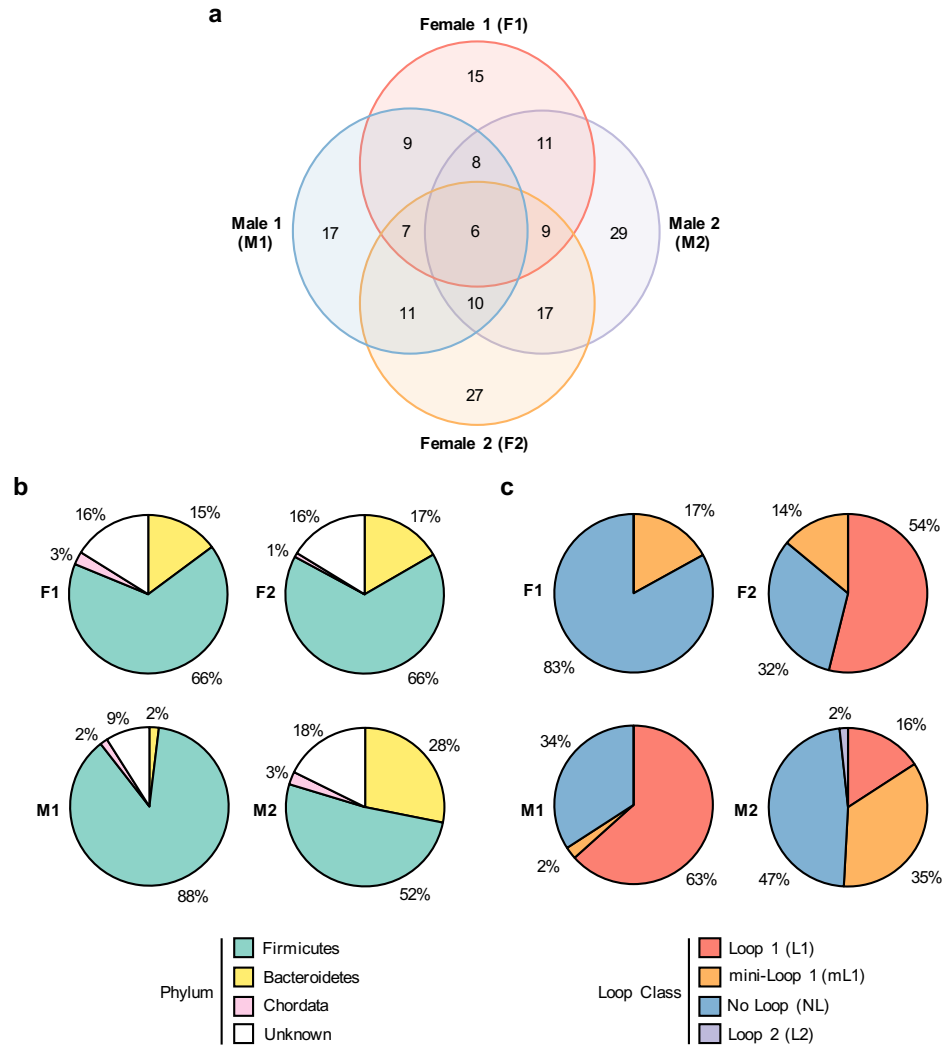 a
Female 1 (F1)
15
9
11
8
Male 1
(M1)
17
7
6
9
29
Male 2
(M2)
11
10
17
27
Female 2 (F2)
b
16%
15%
3%
F1
66%
16%
17%
1%
F2
66%
2%
9%
2%
M1
88%
18%
28%
3%
M2
52%
Phylum
Firmicutes
Bacteroidetes
Chordata
Unknown
c
17%
F1
83%
14%
54%
F2
32%
34%
M1
2%
63%
2%
16%
M2
47%
35%
Loop Class
Loop 1 (L1)
mini-Loop 1 (mL1)
No Loop (NL)
Loop 2 (L2)